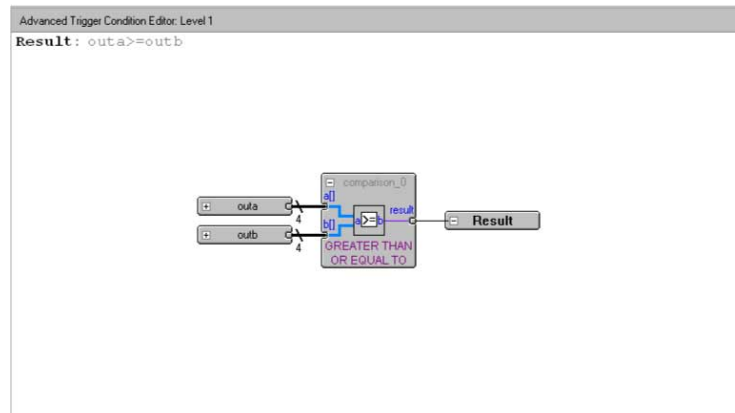 Advanced Trigger Condition Editor: Level 1
Result: outa>=outb
comparison_0
a[]
outa
4
result
a>=b
Result
b[]
outb
4
GREATER THAN
OR EQUAL TO